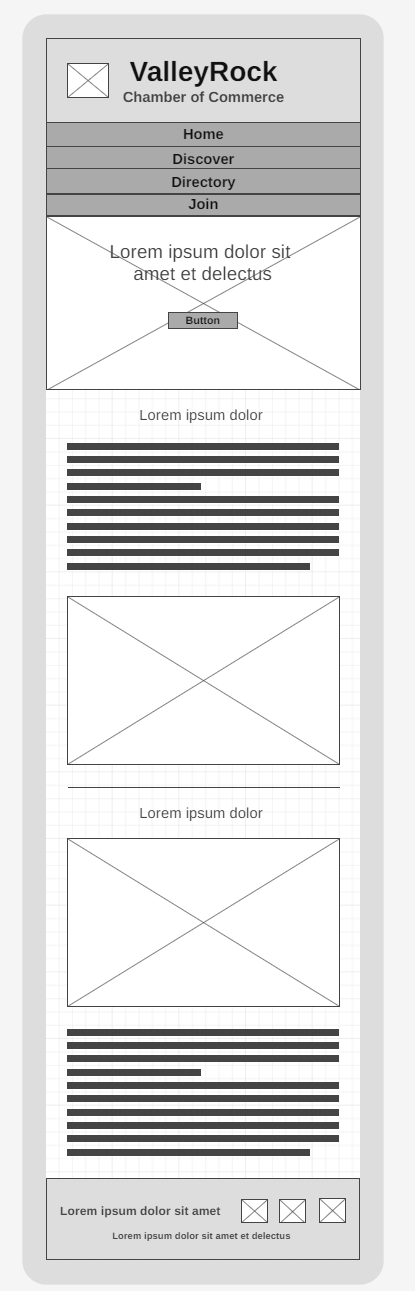 ValleyRock
Chamber of Commerce
Home
Discover
Directory
Join
Lorem ipsum dolor sit
amet et delectus
Button
Lorem ipsum dolor
Lorem ipsum dolor
Lorem ipsum dolor sit amet
Lorem ipsum dolor sit amet et delectus